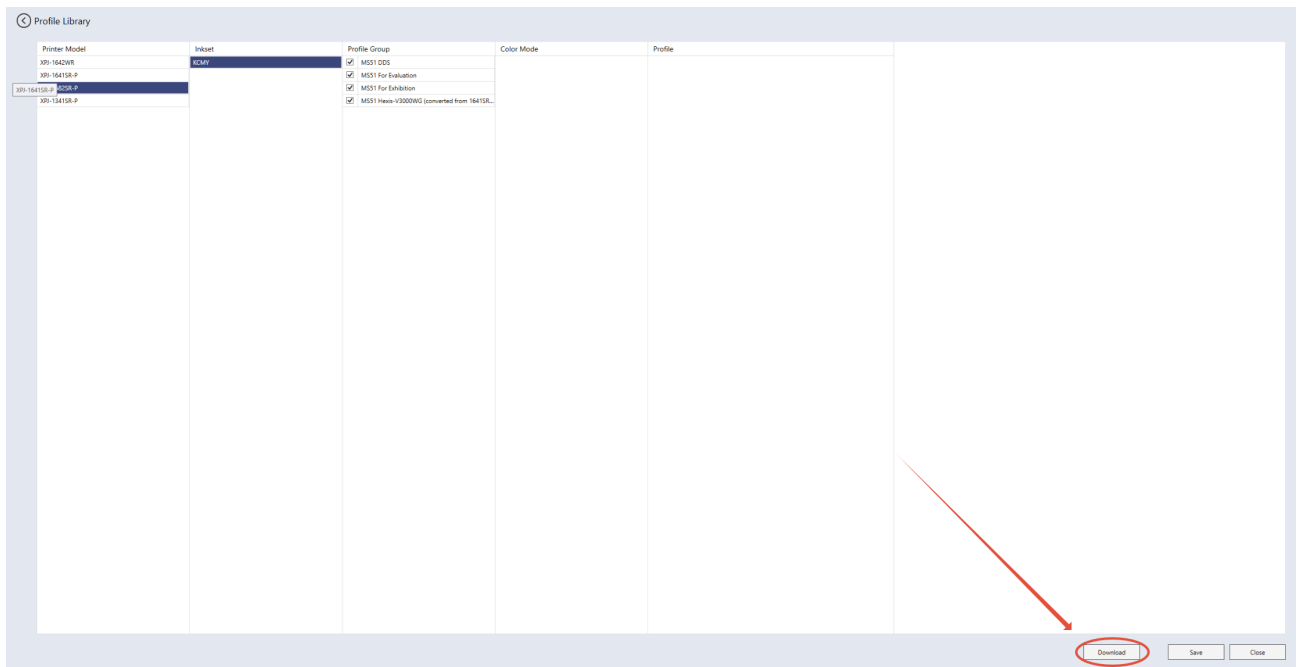 Profile Library
Printer Model Inkset Profile Group Color Mode Profile
XPJ-1642WR KCMY MS51 DDS
XPJ-1641SR-P MS51 For Evaluation
XPJ-1641SR-P 682SR-P MS51 For Exhibition
XPJ-1341SR-P MS51 Hexis-V3000WG (converted from 1641SR...
Download Save Close